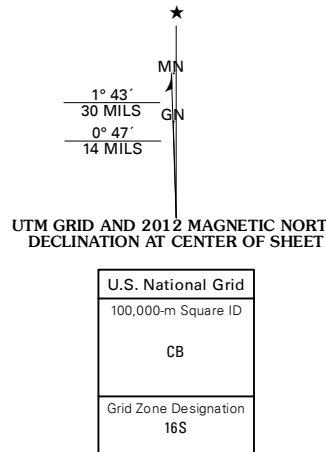 ★
MN
1° 43´
30 MILS
GN
0° 47´
14 MILS
UTM GRID AND 2012 MAGNETIC NORT
DECLINATION AT CENTER OF SHEET
U.S. National Grid
100,000-m Square ID
CB
Grid Zone Designation
16S